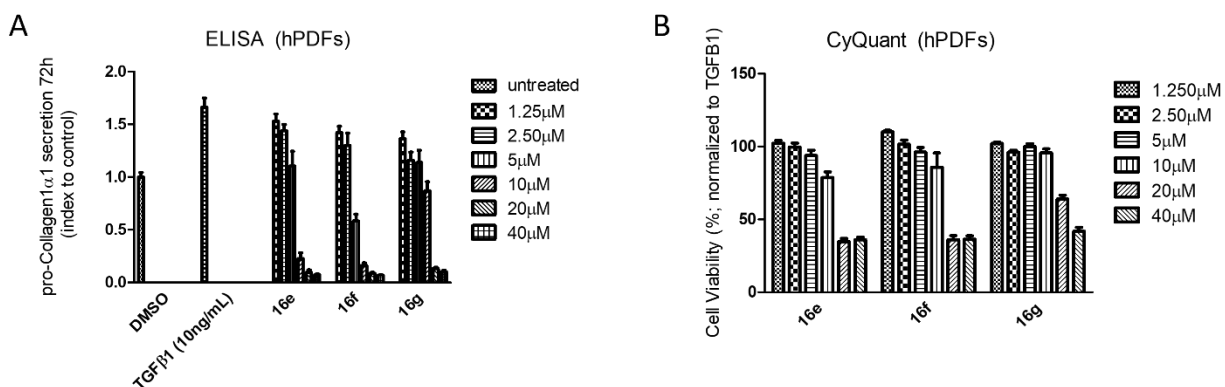 A
ELISA (hPDFs)
pro-Collagen1α1 secretion 72h
(index to control)
2.0
1.5
1.0
0.5
0.0
DMSO
TGFβ1 (10ng/mL)
16e
16f
16g
untreated
1.25µM
2.50µM
5µM
10µM
20µM
40µM
B
CyQuant (hPDFs)
Cell Viability (%; normalized to TGFB1)
150
100
50
0
16e
16f
16g
1.250µM
2.50µM
5µM
10µM
20µM
40µM